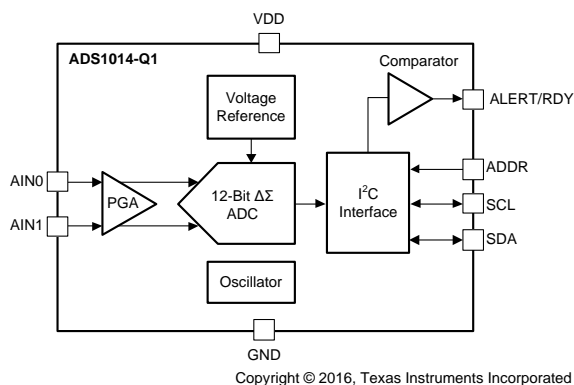 VDD
ADS1014-Q1
Comparator
Voltage
Reference
ALERT/RDY
ADDR
AIN0
PGA
12-Bit ΔΣ
ADC
I²C
Interface
SCL
AIN1
SDA
Oscillator
GND
Copyright © 2016, Texas Instruments Incorporated